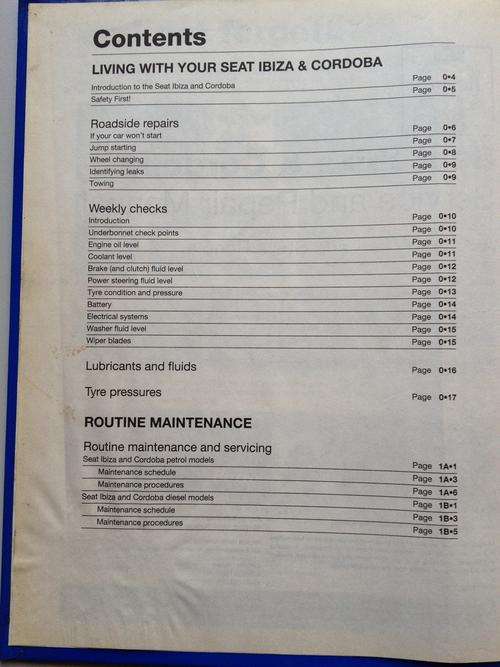 Contents
LIVING WITH YOUR SEAT IBIZA & CORDOBA
Introduction to the Seat Ibiza and Cordoba Page 0•4
Safety First! Page 0•5
Roadside repairs
If your car won't start Page 0•6
Jump starting Page 0•7
Wheel changing Page 0•8
Identifying leaks Page 0•9
Towing Page 0•9
Weekly checks
Introduction Page 0•10
Underbonnet check points Page 0•10
Engine oil level Page 0•11
Coolant level Page 0•11
Brake (and clutch) fluid level Page 0•12
Power steering fluid level Page 0•12
Tyre condition and pressure Page 0•13
Battery Page 0•14
Electrical systems Page 0•14
Washer fluid level Page 0•15
Wiper blades Page 0•15
Lubricants and fluids Page 0•16
Tyre pressures Page 0•17
ROUTINE MAINTENANCE
Routine maintenance and servicing
Seat Ibiza and Cordoba petrol models Page 1A•1
Maintenance schedule Page 1A•3
Maintenance procedures Page 1A•6
Seat Ibiza and Cordoba diesel models Page 1B•1
Maintenance schedule Page 1B•3
Maintenance procedures Page 1B•5